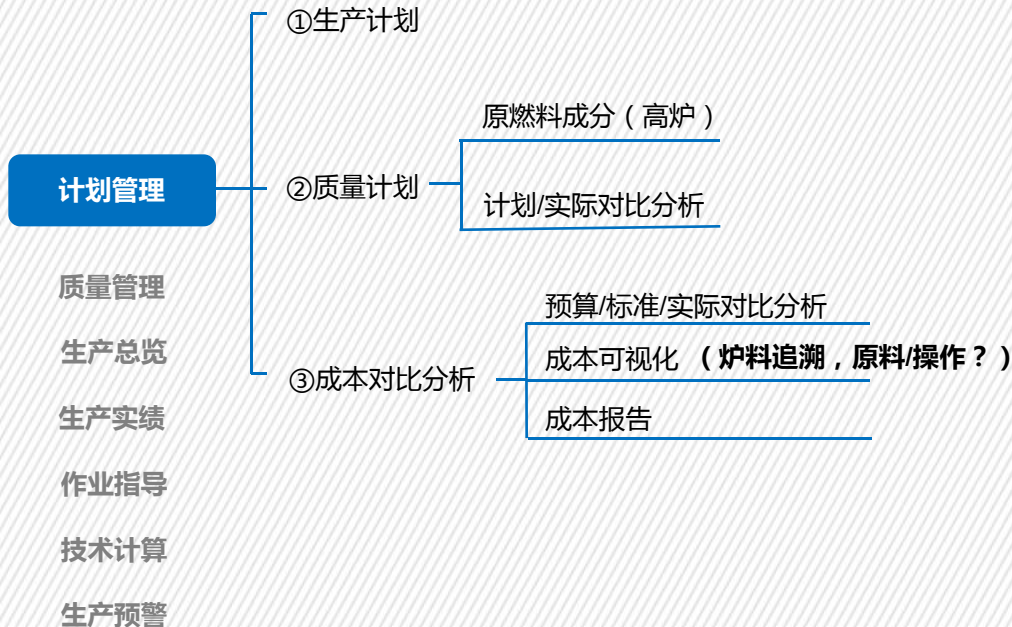 ①生产计划
原燃料成分（高炉）
计划管理
②质量计划
计划/实际对比分析
质量管理
预算/标准/实际对比分析
生产总览
成本可视化 （炉料追溯，原料/操作？）
③成本对比分析
生产实绩
成本报告
作业指导
技术计算
生产预警